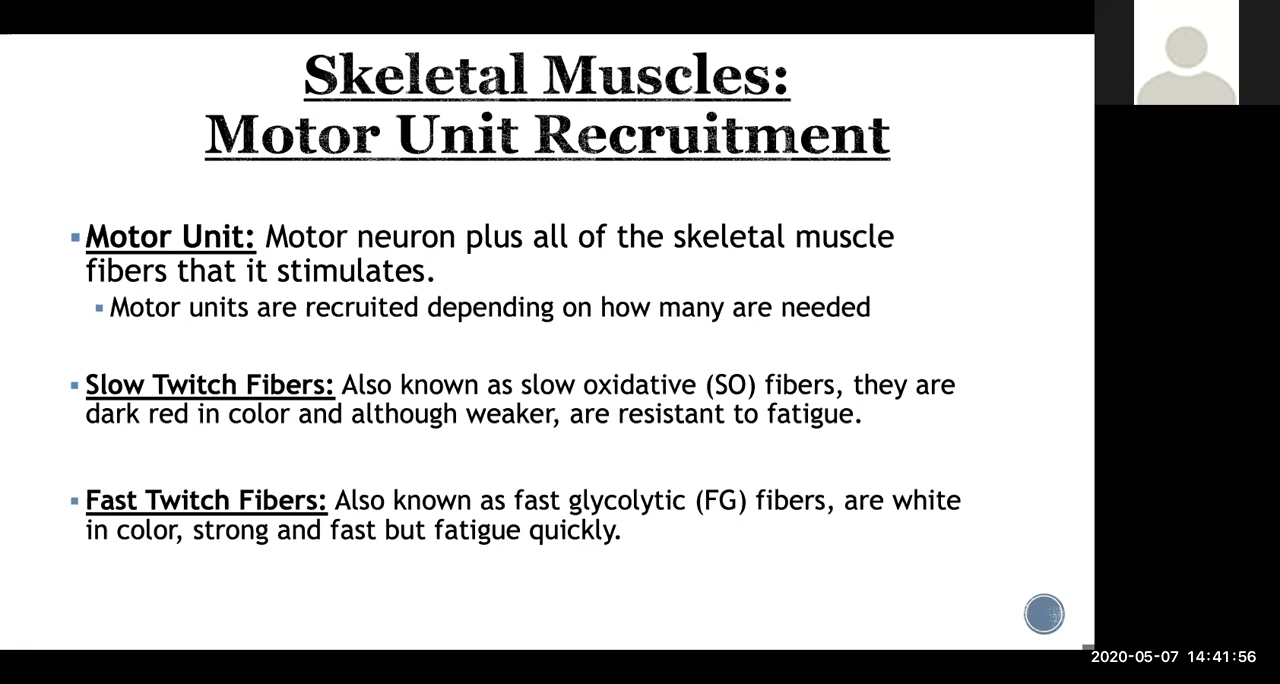 Skeletal Muscles:
Motor Unit Recruitment
Motor Unit: Motor neuron plus all of the skeletal muscle
fibers that it stimulates.
Motor units are recruited depending on how many are needed
Slow Twitch Fibers: Also known as slow oxidative (SO) fibers, they are
dark red in color and although weaker, are resistant to fatigue.
Fast Twitch Fibers: Also known as fast glycolytic (FG) fibers, are white
in color, strong and fast but fatigue quickly.
2020-05-07 14:41:56